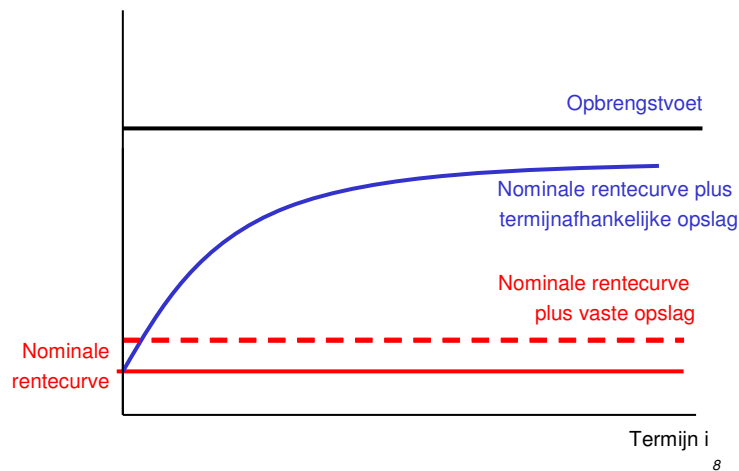 Opbrengstvoet
Nominale rentecurve plus
termijnafhankelijke opslag
Nominale rentecurve
plus vaste opslag
Nominale
rentecurve
Termijn i
8